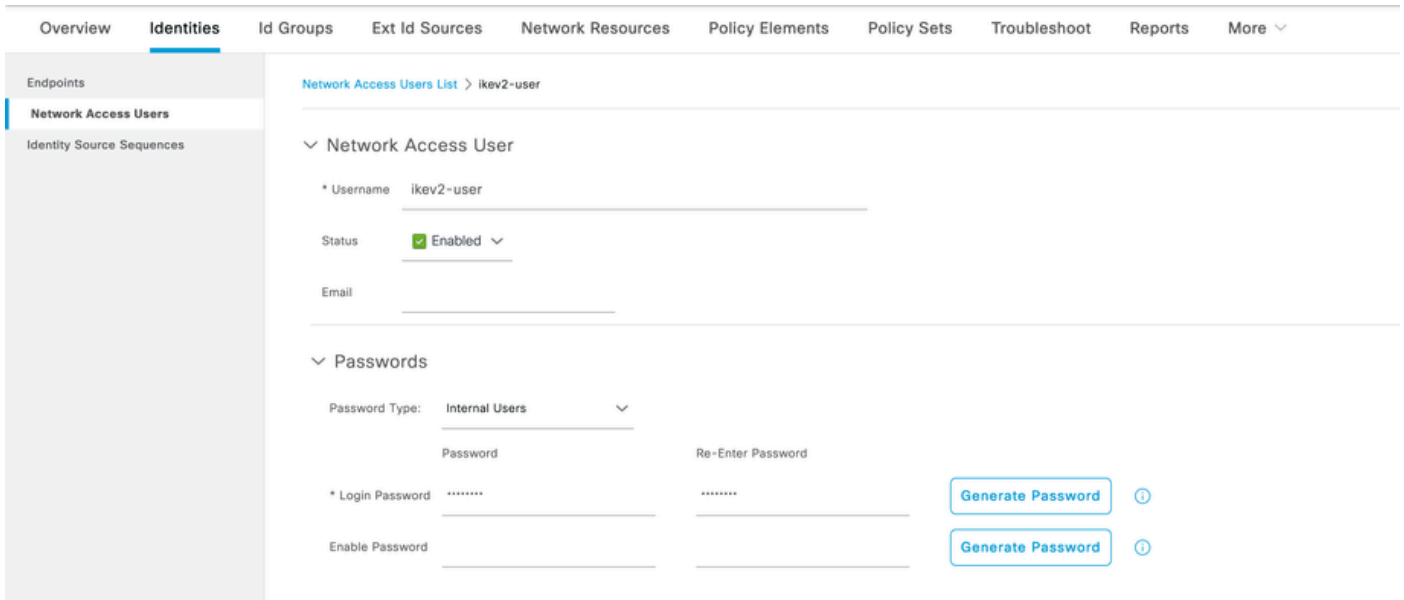 Overview Identities Id Groups Ext Id Sources Network Resources Policy Elements Policy Sets Troubleshoot Reports More
Endpoints
Network Access Users
Identity Source Sequences
Network Access Users List > ikev2-user
Network Access User
* Username ikev2-user
Status Enabled
Email
Passwords
Password Type: Internal Users
Password Re-Enter Password
* Login Password ········ ········ Generate Password
Enable Password Generate Password